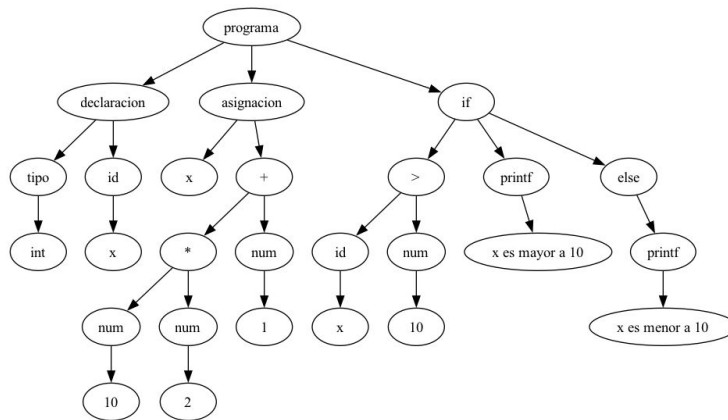 programa
declaracion
asignacion
if
tipo
id
x
+
>
printf
else
int
x
*
num
id
num
x es mayor a 10
printf
num
num
1
x
10
x es menor a 10
10
2